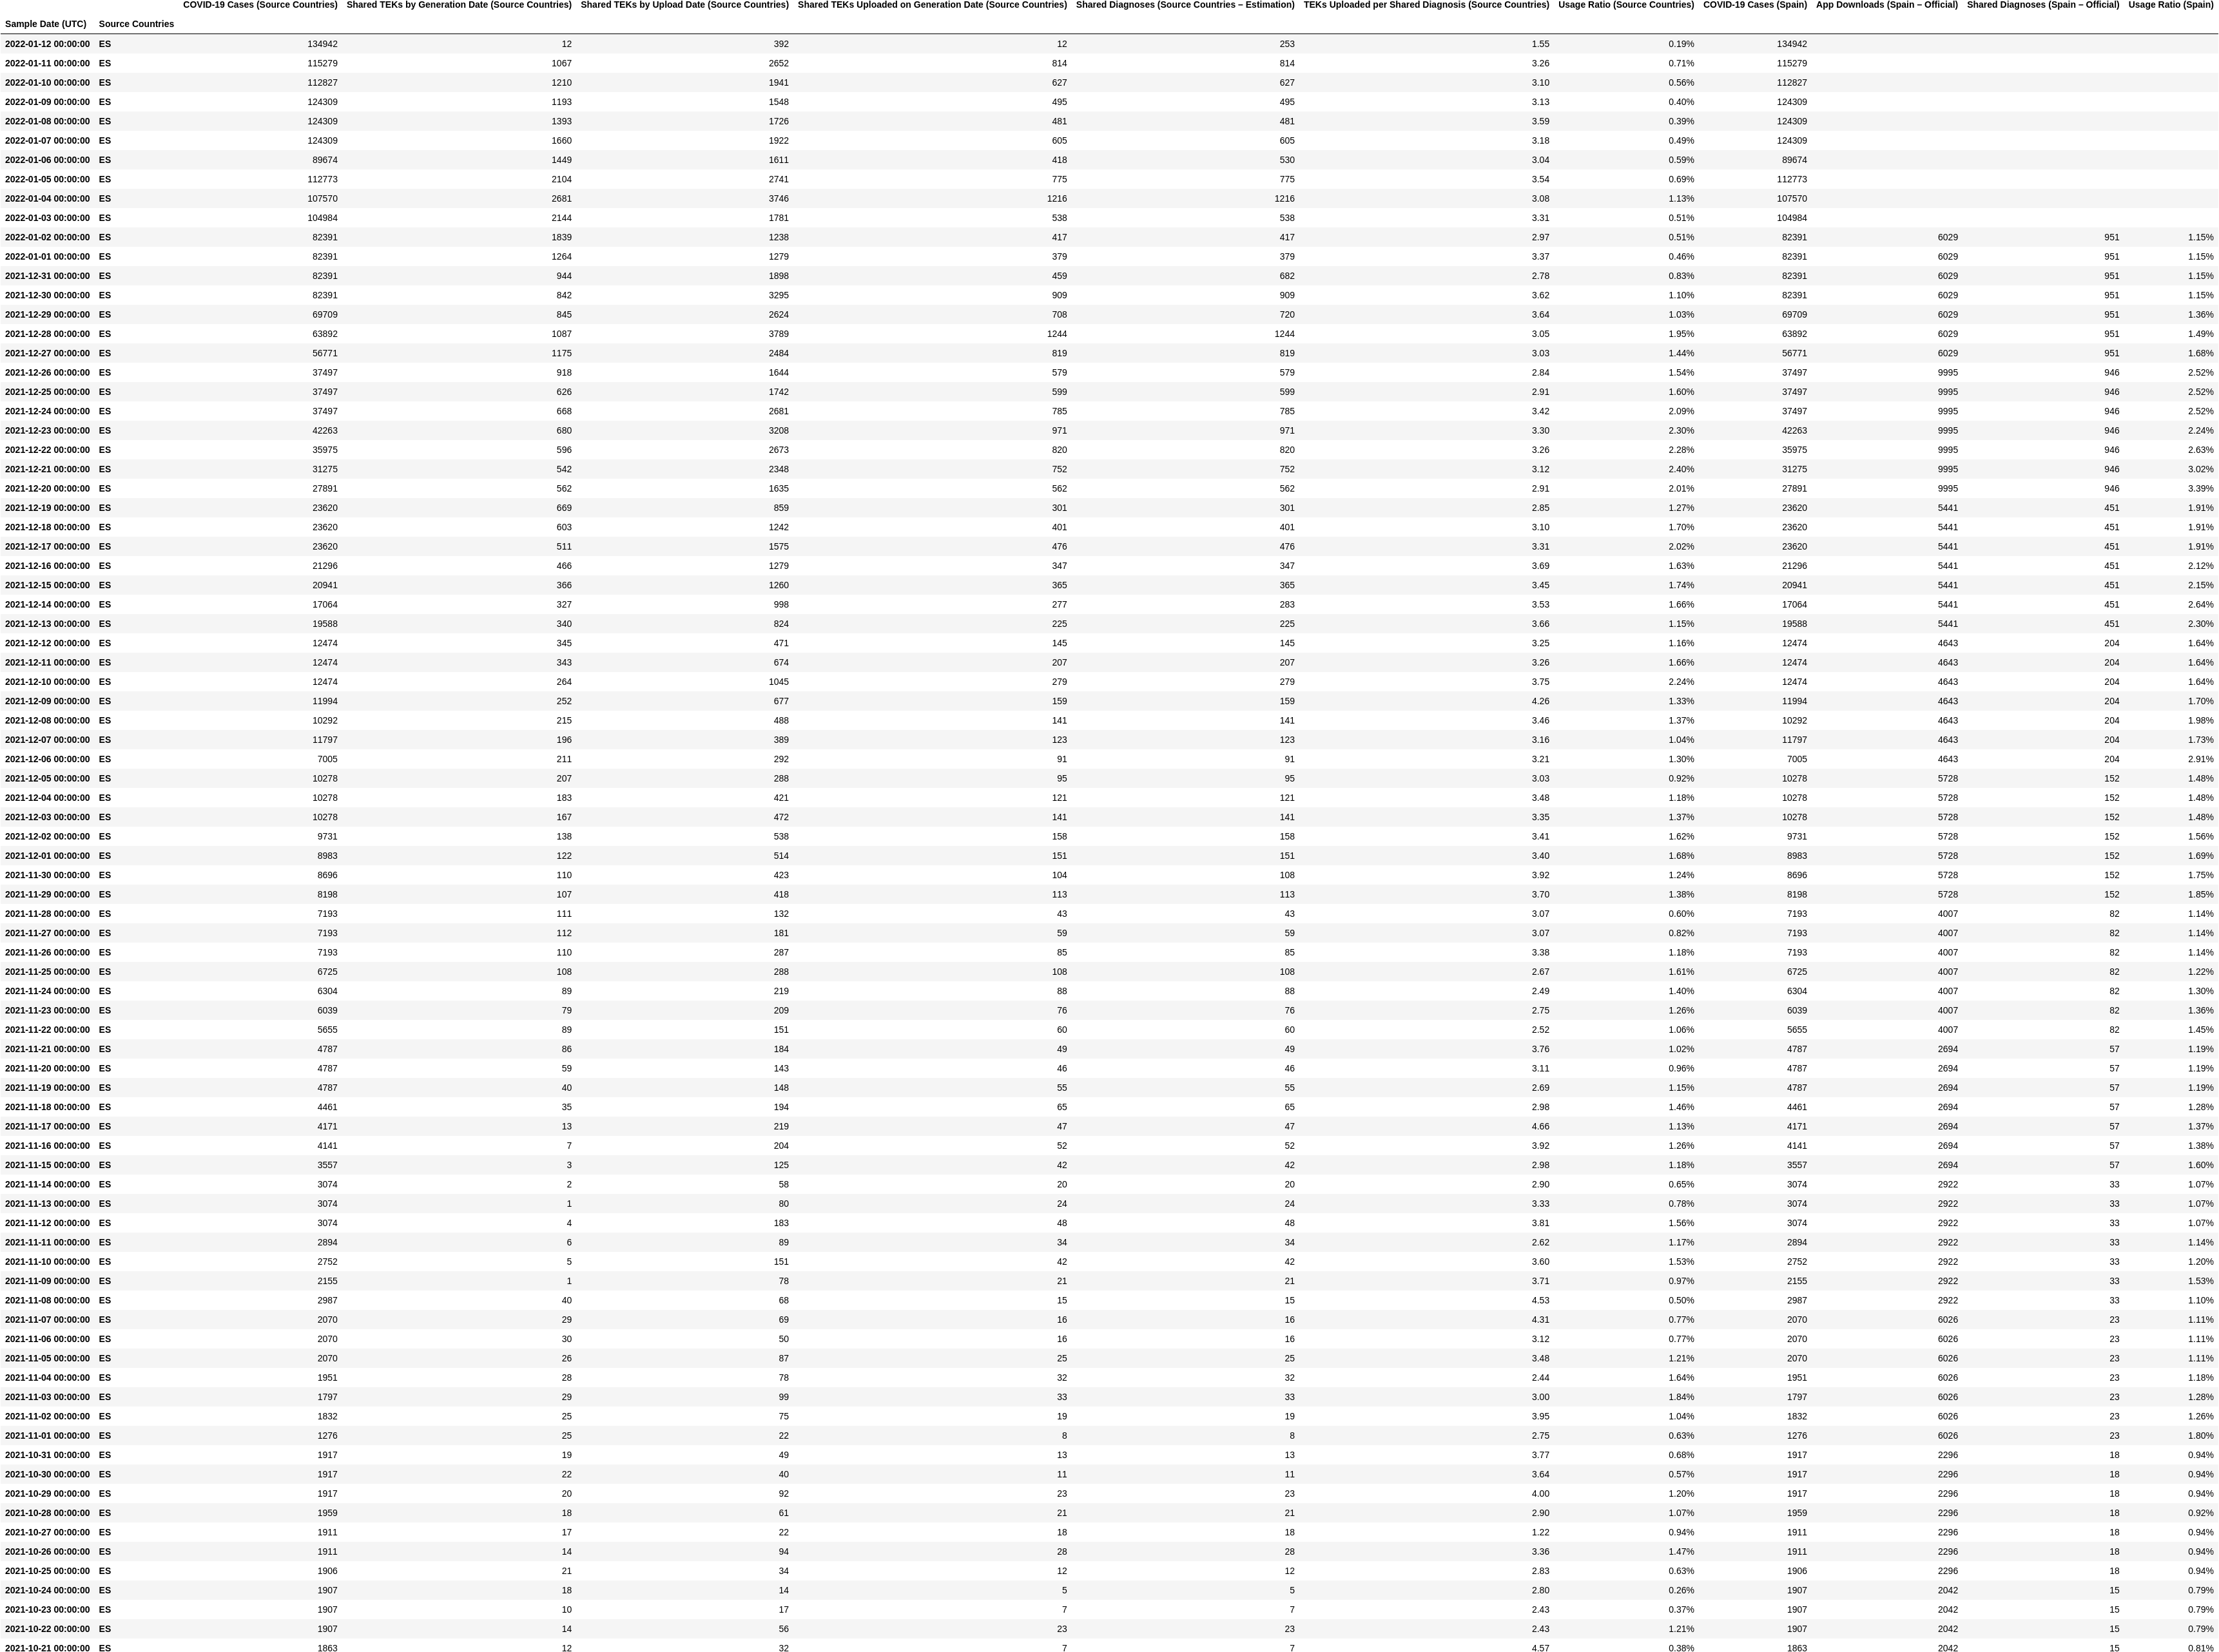 COVID-19 Cases (Source Countries) Shared TEKs by Generation Date (Source Countries) Shared TEKs by Upload Date (Source Countries) Shared TEKs Uploaded on Generation Date (Source Countries) Shared Diagnoses (Source Countries – Estimation) TEKs Uploaded per Shared Diagnosis (Source Countries) Usage Ratio (Source Countries) COVID-19 Cases (Spain) App Downloads (Spain – Official) Shared Diagnoses (Spain – Official) Usage Ratio (Spain)
Sample Date (UTC) Source Countries
2022-01-12 00:00:00 ES 134942 12 392 12 253 1.55 0.19% 134942
2022-01-11 00:00:00 ES 115279 1067 2652 814 814 3.26 0.71% 115279
2022-01-10 00:00:00 ES 112827 1210 1941 627 627 3.10 0.56% 112827
2022-01-09 00:00:00 ES 124309 1193 1548 495 495 3.13 0.40% 124309
2022-01-08 00:00:00 ES 124309 1393 1726 481 481 3.59 0.39% 124309
2022-01-07 00:00:00 ES 124309 1660 1922 605 605 3.18 0.49% 124309
2022-01-06 00:00:00 ES 89674 1449 1611 418 530 3.04 0.59% 89674
2022-01-05 00:00:00 ES 112773 2104 2741 775 775 3.54 0.69% 112773
2022-01-04 00:00:00 ES 107570 2681 3746 1216 1216 3.08 1.13% 107570
2022-01-03 00:00:00 ES 104984 2144 1781 538 538 3.31 0.51% 104984
2022-01-02 00:00:00 ES 82391 1839 1238 417 417 2.97 0.51% 82391 6029 951 1.15%
2022-01-01 00:00:00 ES 82391 1264 1279 379 379 3.37 0.46% 82391 6029 951 1.15%
2021-12-31 00:00:00 ES 82391 944 1898 459 682 2.78 0.83% 82391 6029 951 1.15%
2021-12-30 00:00:00 ES 82391 842 3295 909 909 3.62 1.10% 82391 6029 951 1.15%
2021-12-29 00:00:00 ES 69709 845 2624 708 720 3.64 1.03% 69709 6029 951 1.36%
2021-12-28 00:00:00 ES 63892 1087 3789 1244 1244 3.05 1.95% 63892 6029 951 1.49%
2021-12-27 00:00:00 ES 56771 1175 2484 819 819 3.03 1.44% 56771 6029 951 1.68%
2021-12-26 00:00:00 ES 37497 918 1644 579 579 2.84 1.54% 37497 9995 946 2.52%
2021-12-25 00:00:00 ES 37497 626 1742 599 599 2.91 1.60% 37497 9995 946 2.52%
2021-12-24 00:00:00 ES 37497 668 2681 785 785 3.42 2.09% 37497 9995 946 2.52%
2021-12-23 00:00:00 ES 42263 680 3208 971 971 3.30 2.30% 42263 9995 946 2.24%
2021-12-22 00:00:00 ES 35975 596 2673 820 820 3.26 2.28% 35975 9995 946 2.63%
2021-12-21 00:00:00 ES 31275 542 2348 752 752 3.12 2.40% 31275 9995 946 3.02%
2021-12-20 00:00:00 ES 27891 562 1635 562 562 2.91 2.01% 27891 9995 946 3.39%
2021-12-19 00:00:00 ES 23620 669 859 301 301 2.85 1.27% 23620 5441 451 1.91%
2021-12-18 00:00:00 ES 23620 603 1242 401 401 3.10 1.70% 23620 5441 451 1.91%
2021-12-17 00:00:00 ES 23620 511 1575 476 476 3.31 2.02% 23620 5441 451 1.91%
2021-12-16 00:00:00 ES 21296 466 1279 347 347 3.69 1.63% 21296 5441 451 2.12%
2021-12-15 00:00:00 ES 20941 366 1260 365 365 3.45 1.74% 20941 5441 451 2.15%
2021-12-14 00:00:00 ES 17064 327 998 277 283 3.53 1.66% 17064 5441 451 2.64%
2021-12-13 00:00:00 ES 19588 340 824 225 225 3.66 1.15% 19588 5441 451 2.30%
2021-12-12 00:00:00 ES 12474 345 471 145 145 3.25 1.16% 12474 4643 204 1.64%
2021-12-11 00:00:00 ES 12474 343 674 207 207 3.26 1.66% 12474 4643 204 1.64%
2021-12-10 00:00:00 ES 12474 264 1045 279 279 3.75 2.24% 12474 4643 204 1.64%
2021-12-09 00:00:00 ES 11994 252 677 159 159 4.26 1.33% 11994 4643 204 1.70%
2021-12-08 00:00:00 ES 10292 215 488 141 141 3.46 1.37% 10292 4643 204 1.98%
2021-12-07 00:00:00 ES 11797 196 389 123 123 3.16 1.04% 11797 4643 204 1.73%
2021-12-06 00:00:00 ES 7005 211 292 91 91 3.21 1.30% 7005 4643 204 2.91%
2021-12-05 00:00:00 ES 10278 207 288 95 95 3.03 0.92% 10278 5728 152 1.48%
2021-12-04 00:00:00 ES 10278 183 421 121 121 3.48 1.18% 10278 5728 152 1.48%
2021-12-03 00:00:00 ES 10278 167 472 141 141 3.35 1.37% 10278 5728 152 1.48%
2021-12-02 00:00:00 ES 9731 138 538 158 158 3.41 1.62% 9731 5728 152 1.56%
2021-12-01 00:00:00 ES 8983 122 514 151 151 3.40 1.68% 8983 5728 152 1.69%
2021-11-30 00:00:00 ES 8696 110 423 104 108 3.92 1.24% 8696 5728 152 1.75%
2021-11-29 00:00:00 ES 8198 107 418 113 113 3.70 1.38% 8198 5728 152 1.85%
2021-11-28 00:00:00 ES 7193 111 132 43 43 3.07 0.60% 7193 4007 82 1.14%
2021-11-27 00:00:00 ES 7193 112 181 59 59 3.07 0.82% 7193 4007 82 1.14%
2021-11-26 00:00:00 ES 7193 110 287 85 85 3.38 1.18% 7193 4007 82 1.14%
2021-11-25 00:00:00 ES 6725 108 288 108 108 2.67 1.61% 6725 4007 82 1.22%
2021-11-24 00:00:00 ES 6304 89 219 88 88 2.49 1.40% 6304 4007 82 1.30%
2021-11-23 00:00:00 ES 6039 79 209 76 76 2.75 1.26% 6039 4007 82 1.36%
2021-11-22 00:00:00 ES 5655 89 151 60 60 2.52 1.06% 5655 4007 82 1.45%
2021-11-21 00:00:00 ES 4787 86 184 49 49 3.76 1.02% 4787 2694 57 1.19%
2021-11-20 00:00:00 ES 4787 59 143 46 46 3.11 0.96% 4787 2694 57 1.19%
2021-11-19 00:00:00 ES 4787 40 148 55 55 2.69 1.15% 4787 2694 57 1.19%
2021-11-18 00:00:00 ES 4461 35 194 65 65 2.98 1.46% 4461 2694 57 1.28%
2021-11-17 00:00:00 ES 4171 13 219 47 47 4.66 1.13% 4171 2694 57 1.37%
2021-11-16 00:00:00 ES 4141 7 204 52 52 3.92 1.26% 4141 2694 57 1.38%
2021-11-15 00:00:00 ES 3557 3 125 42 42 2.98 1.18% 3557 2694 57 1.60%
2021-11-14 00:00:00 ES 3074 2 58 20 20 2.90 0.65% 3074 2922 33 1.07%
2021-11-13 00:00:00 ES 3074 1 80 24 24 3.33 0.78% 3074 2922 33 1.07%
2021-11-12 00:00:00 ES 3074 4 183 48 48 3.81 1.56% 3074 2922 33 1.07%
2021-11-11 00:00:00 ES 2894 6 89 34 34 2.62 1.17% 2894 2922 33 1.14%
2021-11-10 00:00:00 ES 2752 5 151 42 42 3.60 1.53% 2752 2922 33 1.20%
2021-11-09 00:00:00 ES 2155 1 78 21 21 3.71 0.97% 2155 2922 33 1.53%
2021-11-08 00:00:00 ES 2987 40 68 15 15 4.53 0.50% 2987 2922 33 1.10%
2021-11-07 00:00:00 ES 2070 29 69 16 16 4.31 0.77% 2070 6026 23 1.11%
2021-11-06 00:00:00 ES 2070 30 50 16 16 3.12 0.77% 2070 6026 23 1.11%
2021-11-05 00:00:00 ES 2070 26 87 25 25 3.48 1.21% 2070 6026 23 1.11%
2021-11-04 00:00:00 ES 1951 28 78 32 32 2.44 1.64% 1951 6026 23 1.18%
2021-11-03 00:00:00 ES 1797 29 99 33 33 3.00 1.84% 1797 6026 23 1.28%
2021-11-02 00:00:00 ES 1832 25 75 19 19 3.95 1.04% 1832 6026 23 1.26%
2021-11-01 00:00:00 ES 1276 25 22 8 8 2.75 0.63% 1276 6026 23 1.80%
2021-10-31 00:00:00 ES 1917 19 49 13 13 3.77 0.68% 1917 2296 18 0.94%
2021-10-30 00:00:00 ES 1917 22 40 11 11 3.64 0.57% 1917 2296 18 0.94%
2021-10-29 00:00:00 ES 1917 20 92 23 23 4.00 1.20% 1917 2296 18 0.94%
2021-10-28 00:00:00 ES 1959 18 61 21 21 2.90 1.07% 1959 2296 18 0.92%
2021-10-27 00:00:00 ES 1911 17 22 18 18 1.22 0.94% 1911 2296 18 0.94%
2021-10-26 00:00:00 ES 1911 14 94 28 28 3.36 1.47% 1911 2296 18 0.94%
2021-10-25 00:00:00 ES 1906 21 34 12 12 2.83 0.63% 1906 2296 18 0.94%
2021-10-24 00:00:00 ES 1907 18 14 5 5 2.80 0.26% 1907 2042 15 0.79%
2021-10-23 00:00:00 ES 1907 10 17 7 7 2.43 0.37% 1907 2042 15 0.79%
2021-10-22 00:00:00 ES 1907 14 56 23 23 2.43 1.21% 1907 2042 15 0.79%
2021-10-21 00:00:00 ES 1863 12 32 7 7 4.57 0.38% 1863 2042 15 0.81%